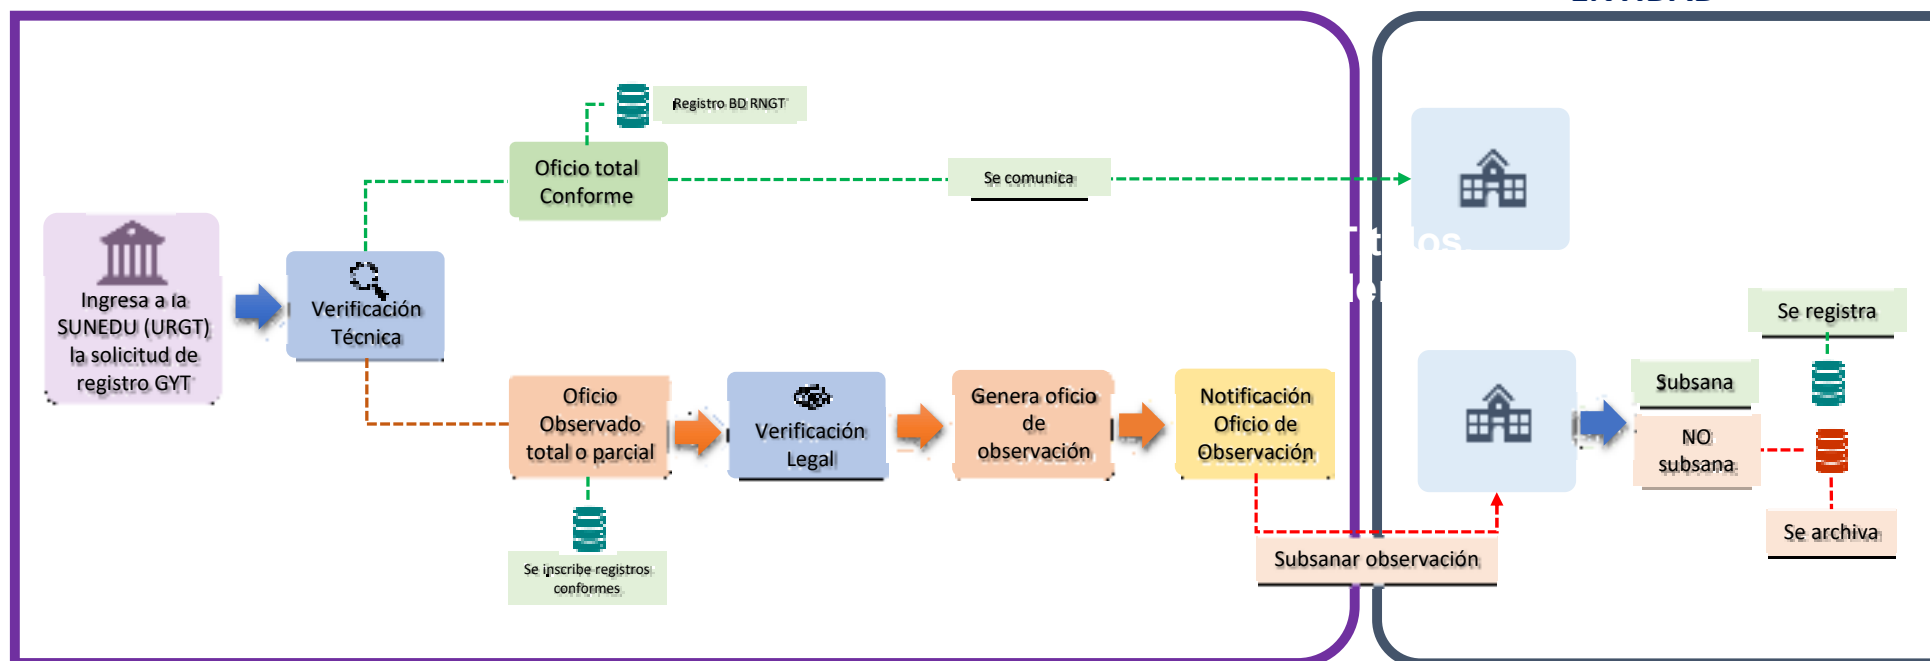 Registro BD RNGT
Oficio total
Conforme
Se comunica
Ingresa a la
SUNEDU (URGT)
la solicitud de
registro GYT
Verificación
Técnica
Oficio
Observado
total o parcial
Se inscribe registros
conformes
Verificación
Legal
Genera oficio
de
observación
Notificación
Oficio de
Observación
Subsanar observación
Se registra
Subsana
NO
subsana
Se archiva